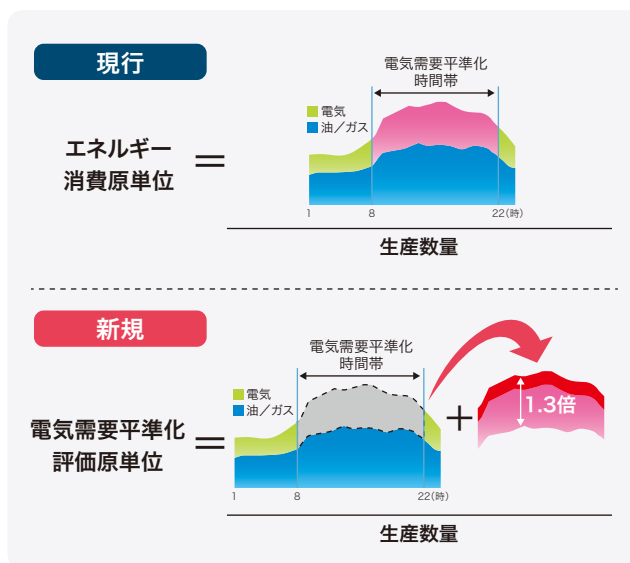 現行
電気需要平準化
時間帯
電気
油／ガス
エネルギー
消費原単位
＝
1 8 22(時)
生産数量
新規
電気需要平準化
時間帯
電気
油／ガス
1.3倍
電気需要平準化
評価原単位
＝
＋
1 8 22(時)
生産数量